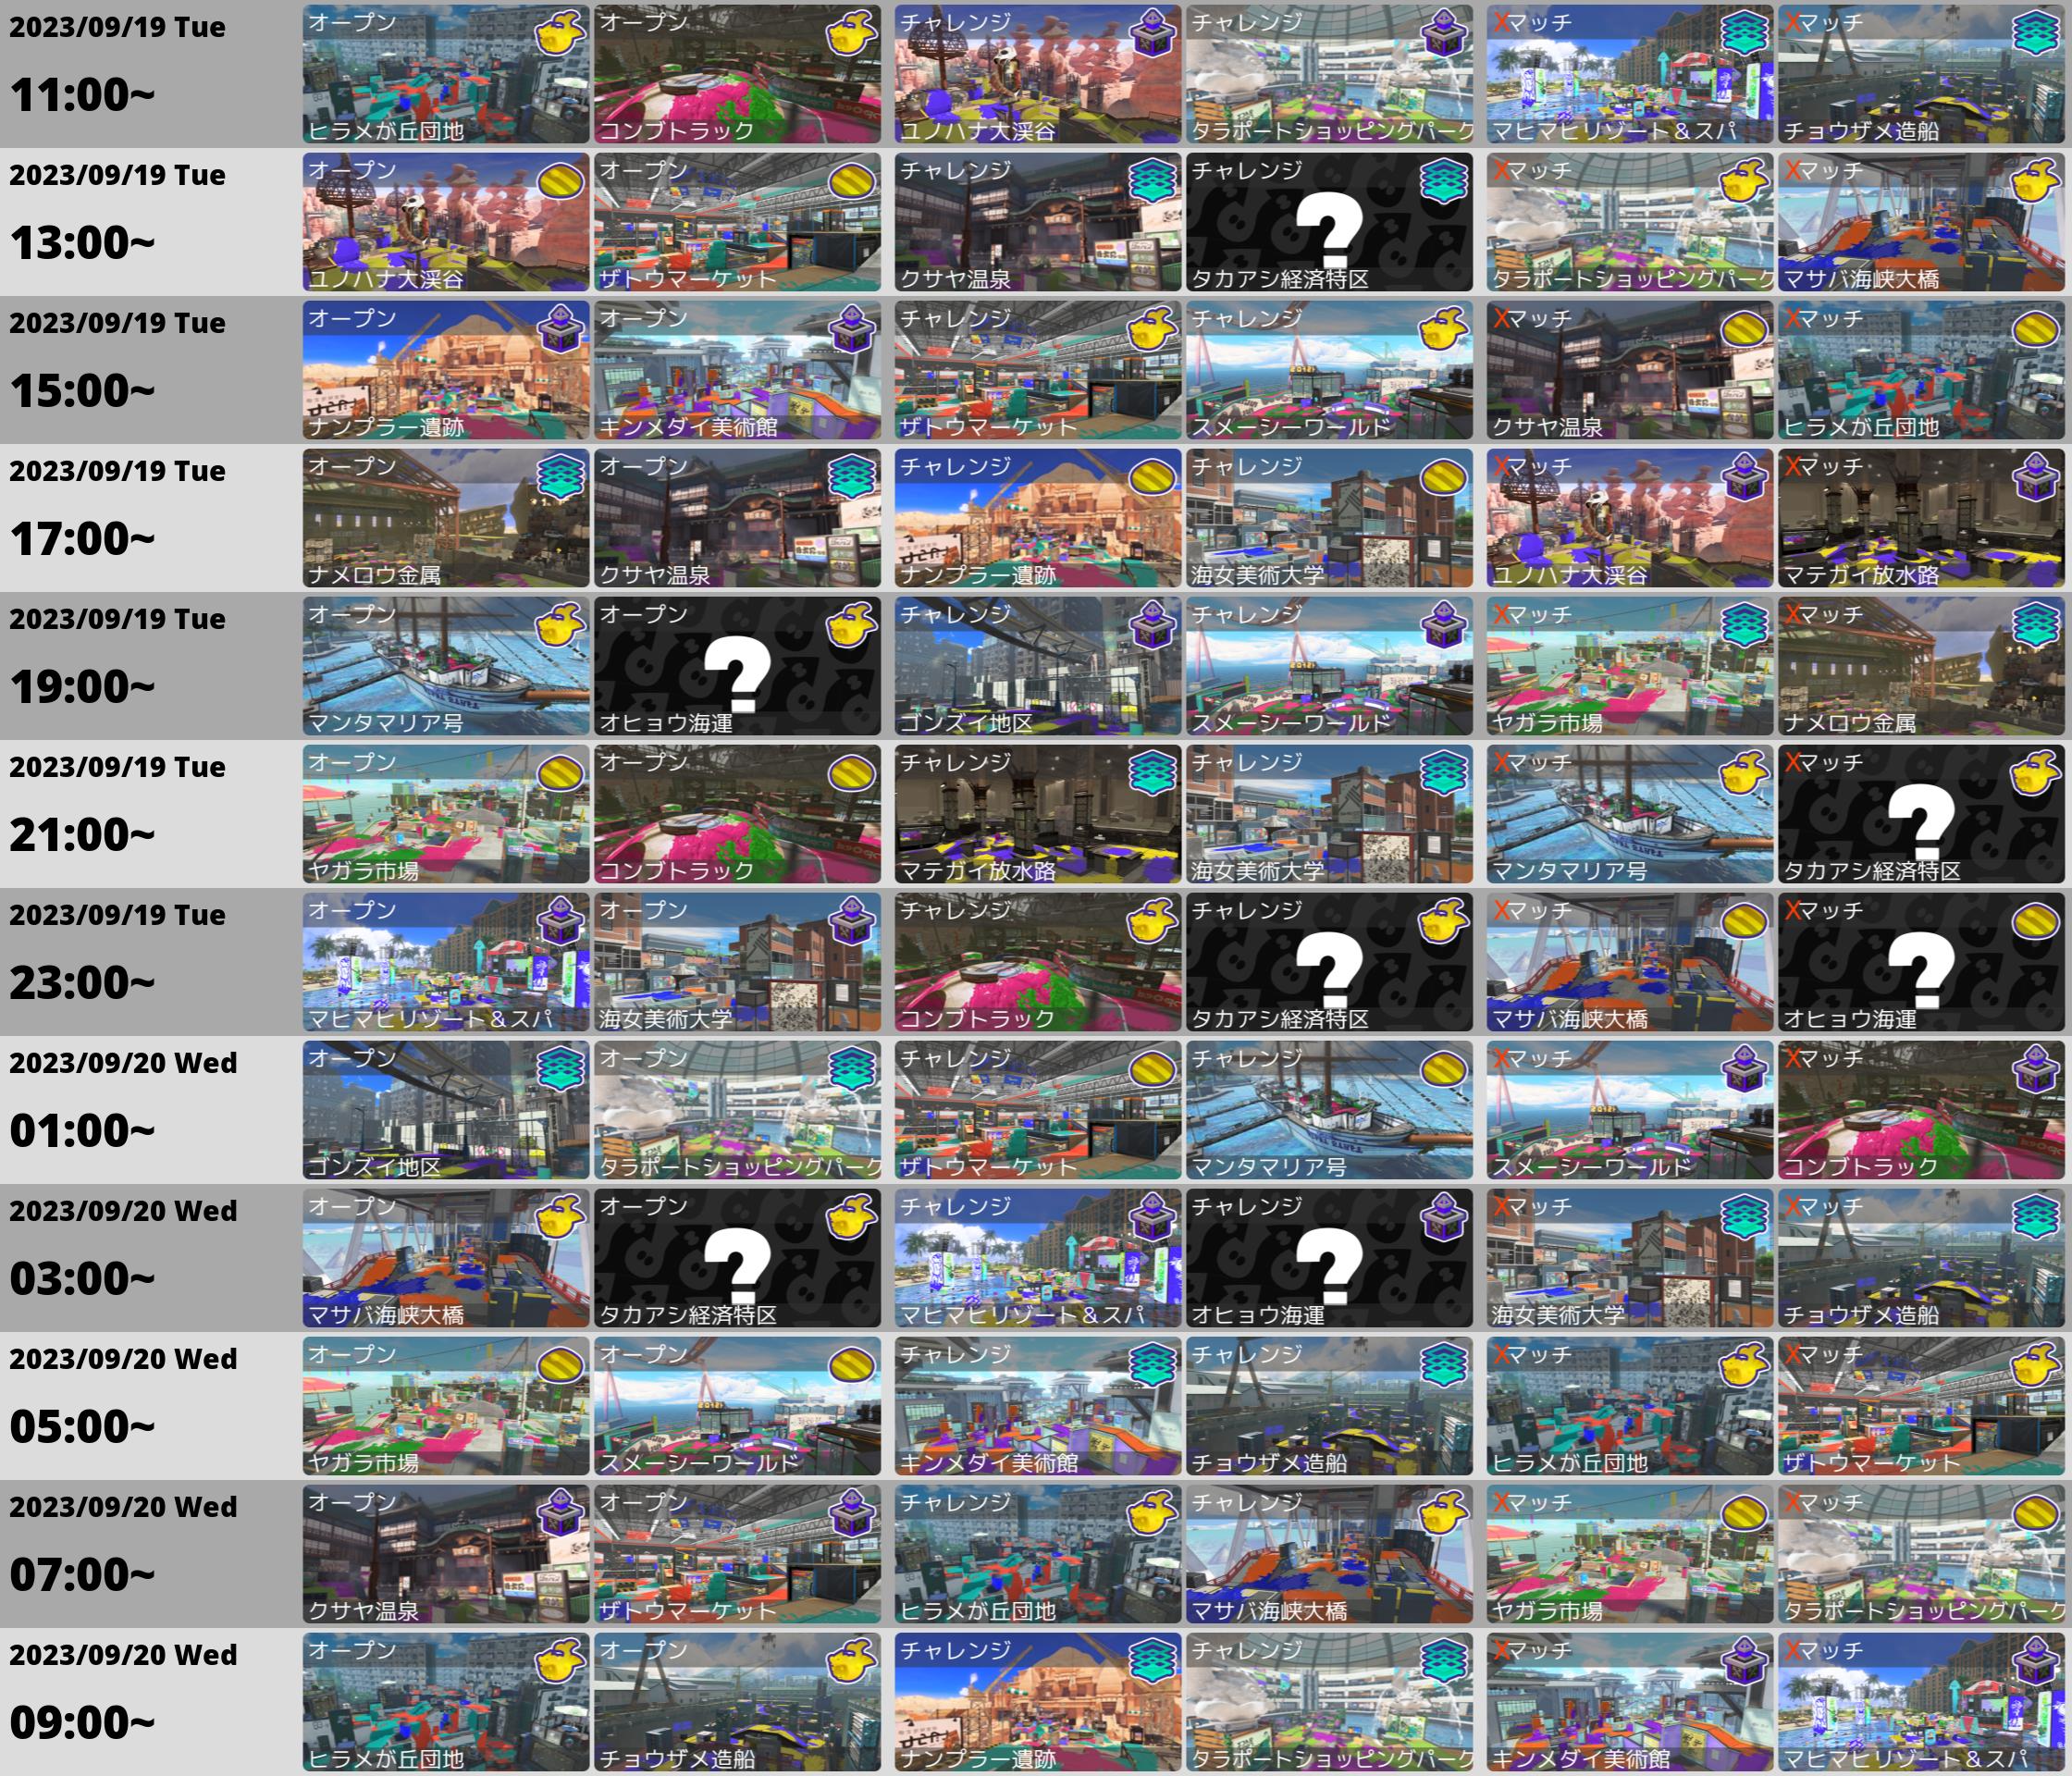 2023/09/19 Tue
11:00~
オープン
ヒラメが丘団地
オープン
コンブトラック
チャレンジ
ユノハナ大渓谷
チャレンジ
タラポートショッピングパーク
Xマッチ
マヒマヒリゾート＆スパ
Xマッチ
チョウザメ造船
2023/09/19 Tue
13:00~
オープン
ユノハナ大渓谷
オープン
ザトウマーケット
チャレンジ
クサヤ温泉
チャレンジ
?
タカアシ経済特区
Xマッチ
タラポートショッピングパーク
Xマッチ
マサバ海峡大橋
2023/09/19 Tue
15:00~
オープン
ナンプラー遺跡
オープン
キンメダイ美術館
チャレンジ
ザトウマーケット
チャレンジ
スメーシーワールド
Xマッチ
クサヤ温泉
Xマッチ
ヒラメが丘団地
2023/09/19 Tue
17:00~
オープン
ナメロウ金属
オープン
クサヤ温泉
チャレンジ
ナンプラー遺跡
チャレンジ
海女美術大学
Xマッチ
ユノハナ大渓谷
Xマッチ
マテガイ放水路
2023/09/19 Tue
19:00~
オープン
マンタマリア号
オープン
?
オヒョウ海運
チャレンジ
ゴンズイ地区
チャレンジ
スメーシーワールド
Xマッチ
ヤガラ市場
Xマッチ
ナメロウ金属
2023/09/19 Tue
21:00~
オープン
ヤガラ市場
オープン
コンブトラック
チャレンジ
マテガイ放水路
チャレンジ
海女美術大学
Xマッチ
マンタマリア号
Xマッチ
?
タカアシ経済特区
2023/09/19 Tue
23:00~
オープン
マヒマヒリゾート＆スパ
オープン
海女美術大学
チャレンジ
コンブトラック
チャレンジ
?
タカアシ経済特区
Xマッチ
マサバ海峡大橋
Xマッチ
?
オヒョウ海運
2023/09/20 Wed
01:00~
オープン
ゴンズイ地区
オープン
タラポートショッピングパーク
チャレンジ
ザトウマーケット
チャレンジ
マンタマリア号
Xマッチ
スメーシーワールド
Xマッチ
コンブトラック
2023/09/20 Wed
03:00~
オープン
マサバ海峡大橋
オープン
?
タカアシ経済特区
チャレンジ
マヒマヒリゾート＆スパ
チャレンジ
?
オヒョウ海運
Xマッチ
海女美術大学
Xマッチ
チョウザメ造船
2023/09/20 Wed
05:00~
オープン
ヤガラ市場
オープン
スメーシーワールド
チャレンジ
キンメダイ美術館
チャレンジ
チョウザメ造船
Xマッチ
ヒラメが丘団地
Xマッチ
ザトウマーケット
2023/09/20 Wed
07:00~
オープン
クサヤ温泉
オープン
ザトウマーケット
チャレンジ
ヒラメが丘団地
チャレンジ
マサバ海峡大橋
Xマッチ
ヤガラ市場
Xマッチ
タラポートショッピングパーク
2023/09/20 Wed
09:00~
オープン
ヒラメが丘団地
オープン
チョウザメ造船
チャレンジ
ナンプラー遺跡
チャレンジ
タラポートショッピングパーク
Xマッチ
キンメダイ美術館
Xマッチ
マヒマヒリゾート＆スパ